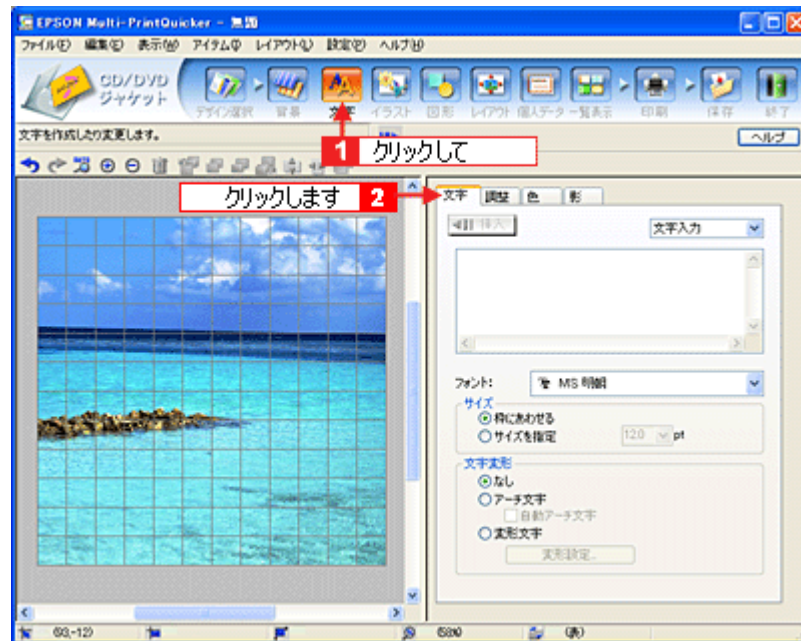 EPSON Multi-PrintQuicker - 無題
ファイル(F) 編集(E) 表示(W) アイテム(I) レイアウト(L) 設定(P) ヘルプ(H)
CD/DVD
ジャケット
デザイン選択 背景 文字 イラスト 図形 レイアウト 個人データ 一覧表示 印刷 保存 終了
文字を作成したり変更します。
ヘルプ
1 クリックして
クリックします 2
文字 調整 色 影
挿入
文字入力
フォント: MS 明朝
サイズ
枠にあわせる
サイズを指定 12.0 pt
文字変形
なし
アーチ文字
自動アーチ文字
変形文字
変形設定...
(93,-12)
(表)